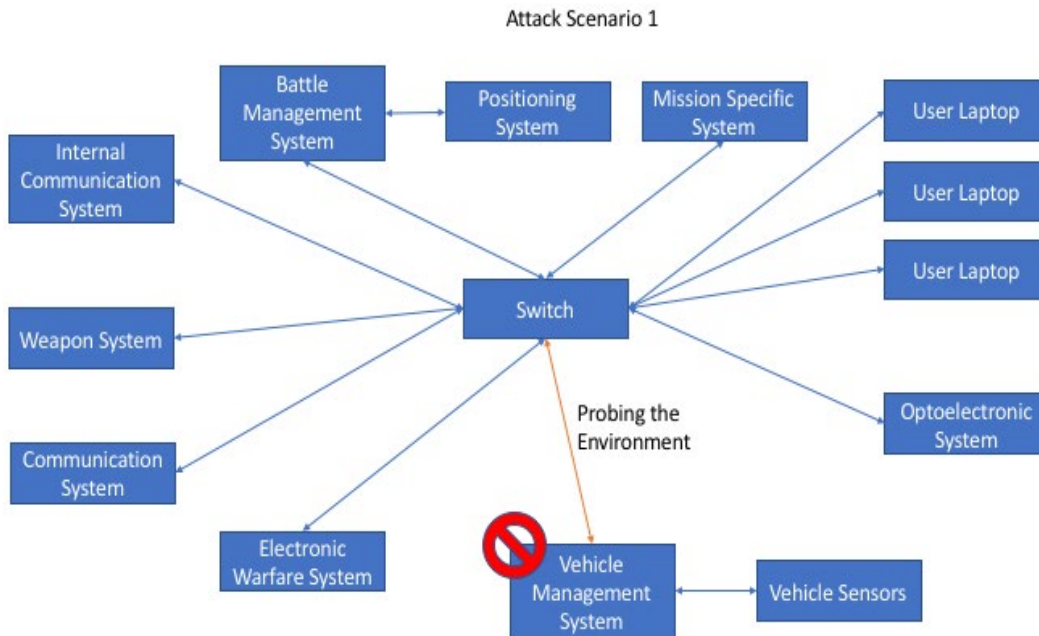 Attack Scenario 1
Battle
Management
System
Positioning
System
Mission Specific
System
User Laptop
Internal
Communication
System
User Laptop
User Laptop
Switch
Weapon System
Probing the
Environment
Optoelectronic
System
Communication
System
Electronic
Warfare System
Vehicle
Management
System
Vehicle Sensors